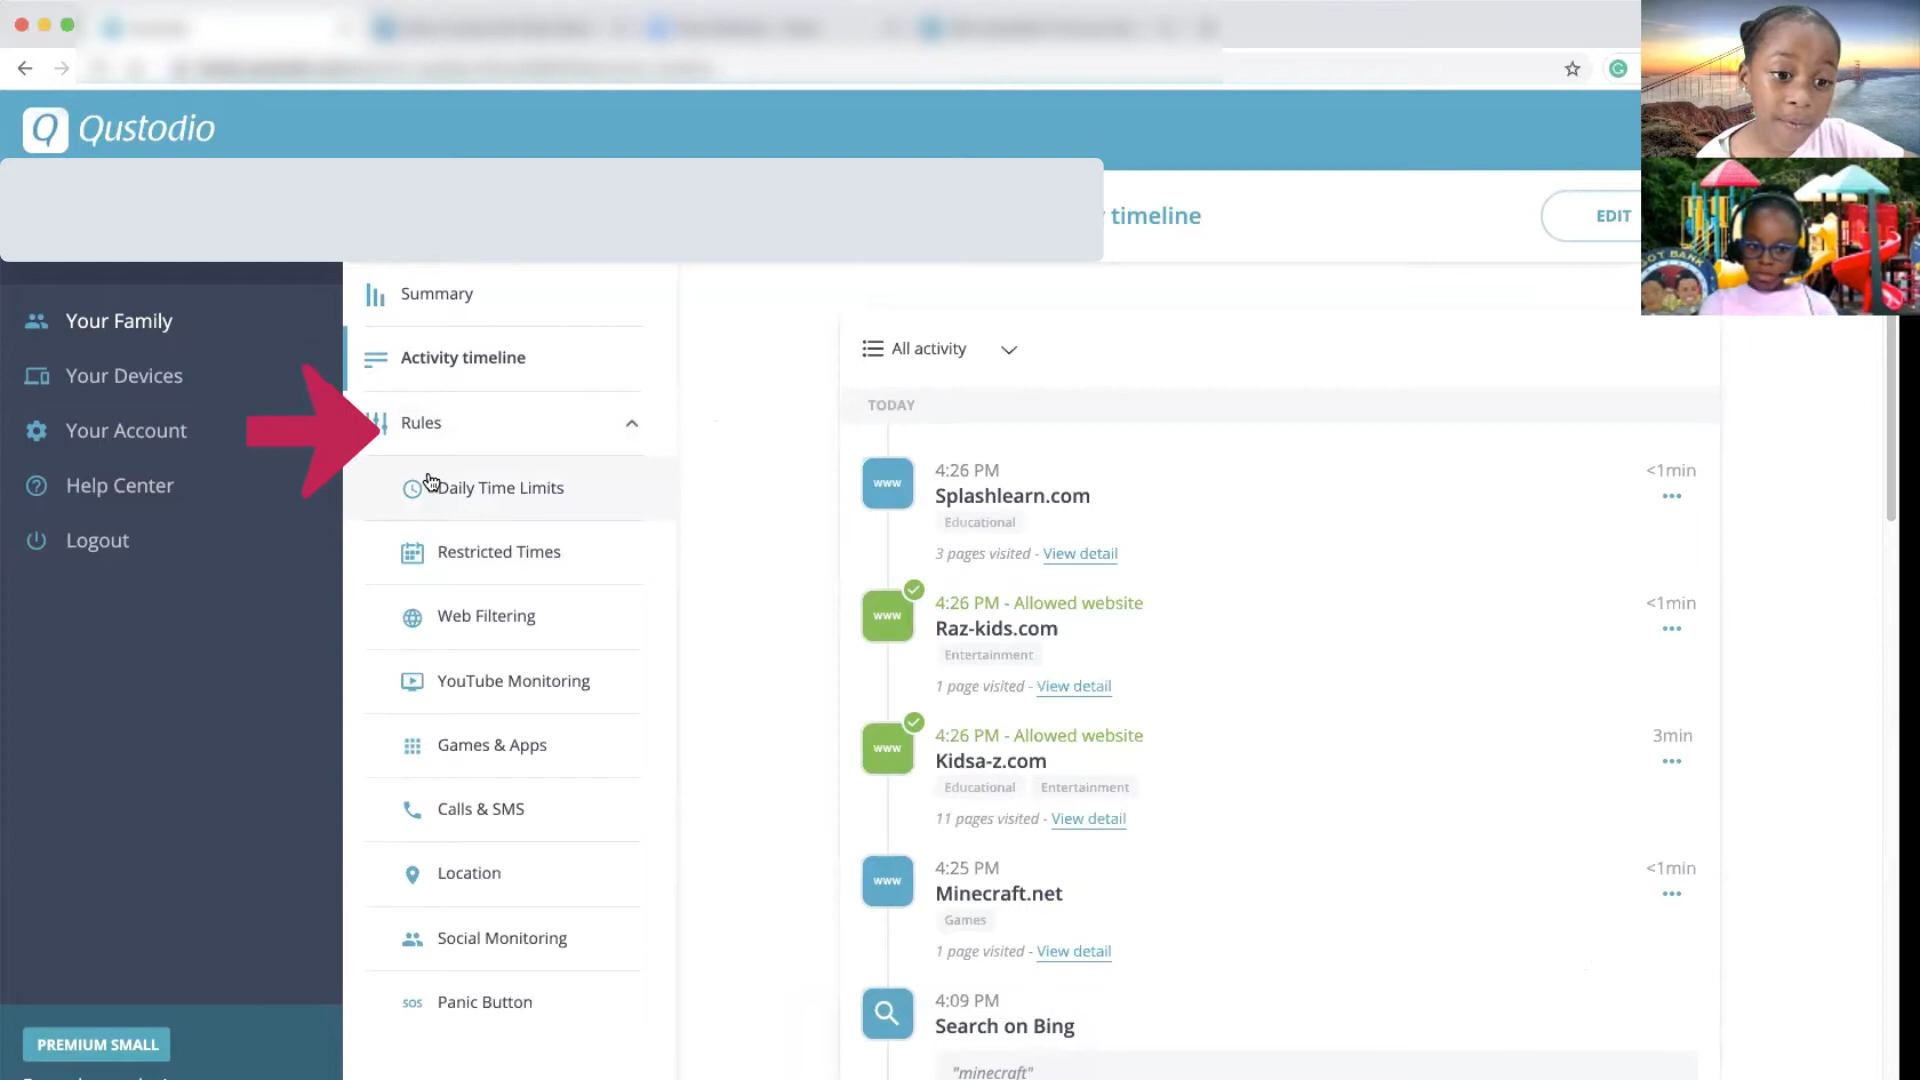 Qustodio
timeline
EDIT
Your Family
Your Devices
Your Account
Help Center
Logout
PREMIUM SMALL
Summary
Activity timeline
Rules
Daily Time Limits
Restricted Times
Web Filtering
YouTube Monitoring
Games & Apps
Calls & SMS
Location
Social Monitoring
SOS Panic Button
All activity
TODAY
www
4:26 PM
<1min
Splashlearn.com
Educational
3 pages visited - View detail
www
4:26 PM - Allowed website
<1min
Raz-kids.com
Entertainment
1 page visited - View detail
www
4:26 PM - Allowed website
3min
Kidsa-z.com
Educational Entertainment
11 pages visited - View detail
www
4:25 PM
<1min
Minecraft.net
Games
1 page visited - View detail
4:09 PM
Search on Bing
"minecraft"